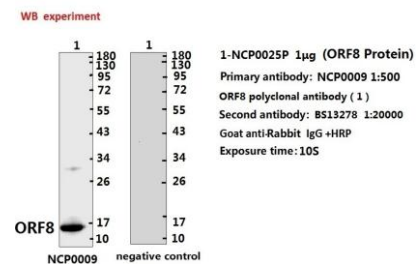 WB experiment
1
1
180
130
95
72
55
43
34
26
17
10
180
130
95
72
55
43
34
26
17
10
ORF8
NCP0009
negative control
1-NCP0025P 1μg (ORF8 Protein)
Primary antibody: NCP0009 1:500
ORF8 polyclonal antibody ( 1 )
Second antibody: BS13278 1:20000
Goat anti-Rabbit IgG +HRP
Exposure time: 10S